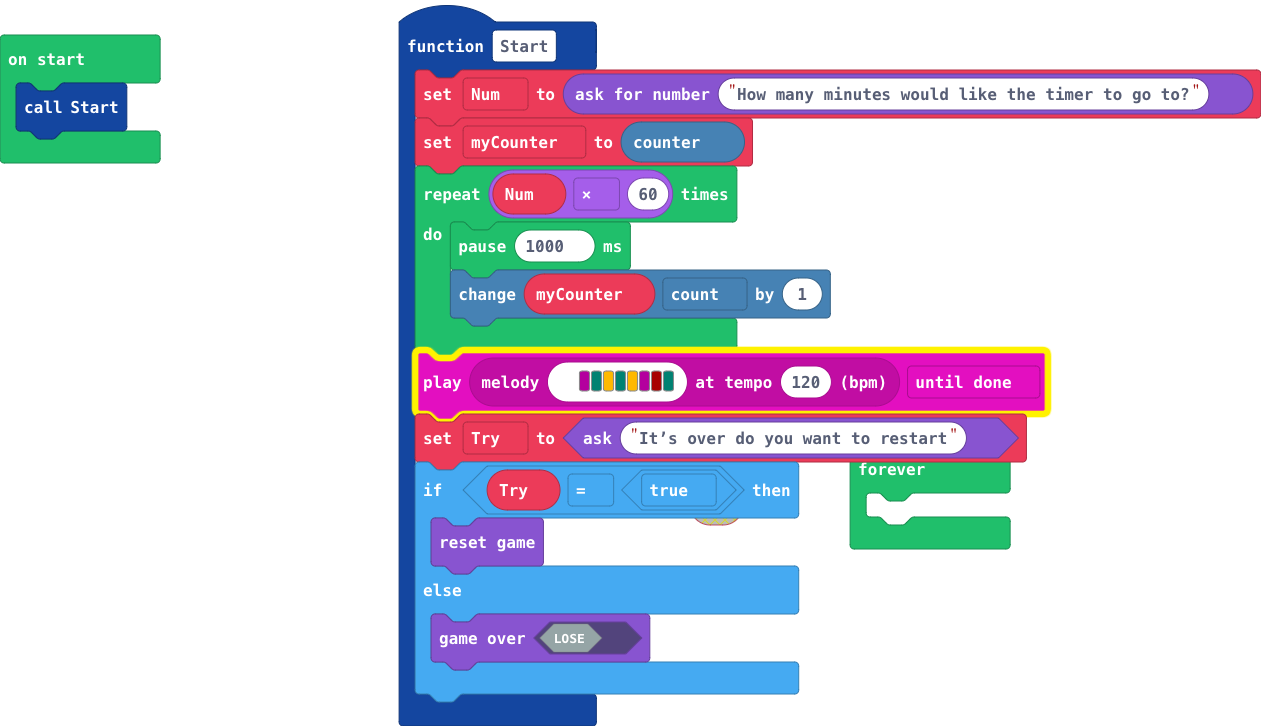 on start
call Start
function Start
set Num to ask for number "How many minutes would like the timer to go to?"
set myCounter to counter
repeat Num × 60 times
do
pause 1000 ms
change myCounter count by 1
play melody at tempo 120 (bpm) until done
set Try to ask "It’s over do you want to restart"
if Try = true then
forever
reset game
else
game over LOSE